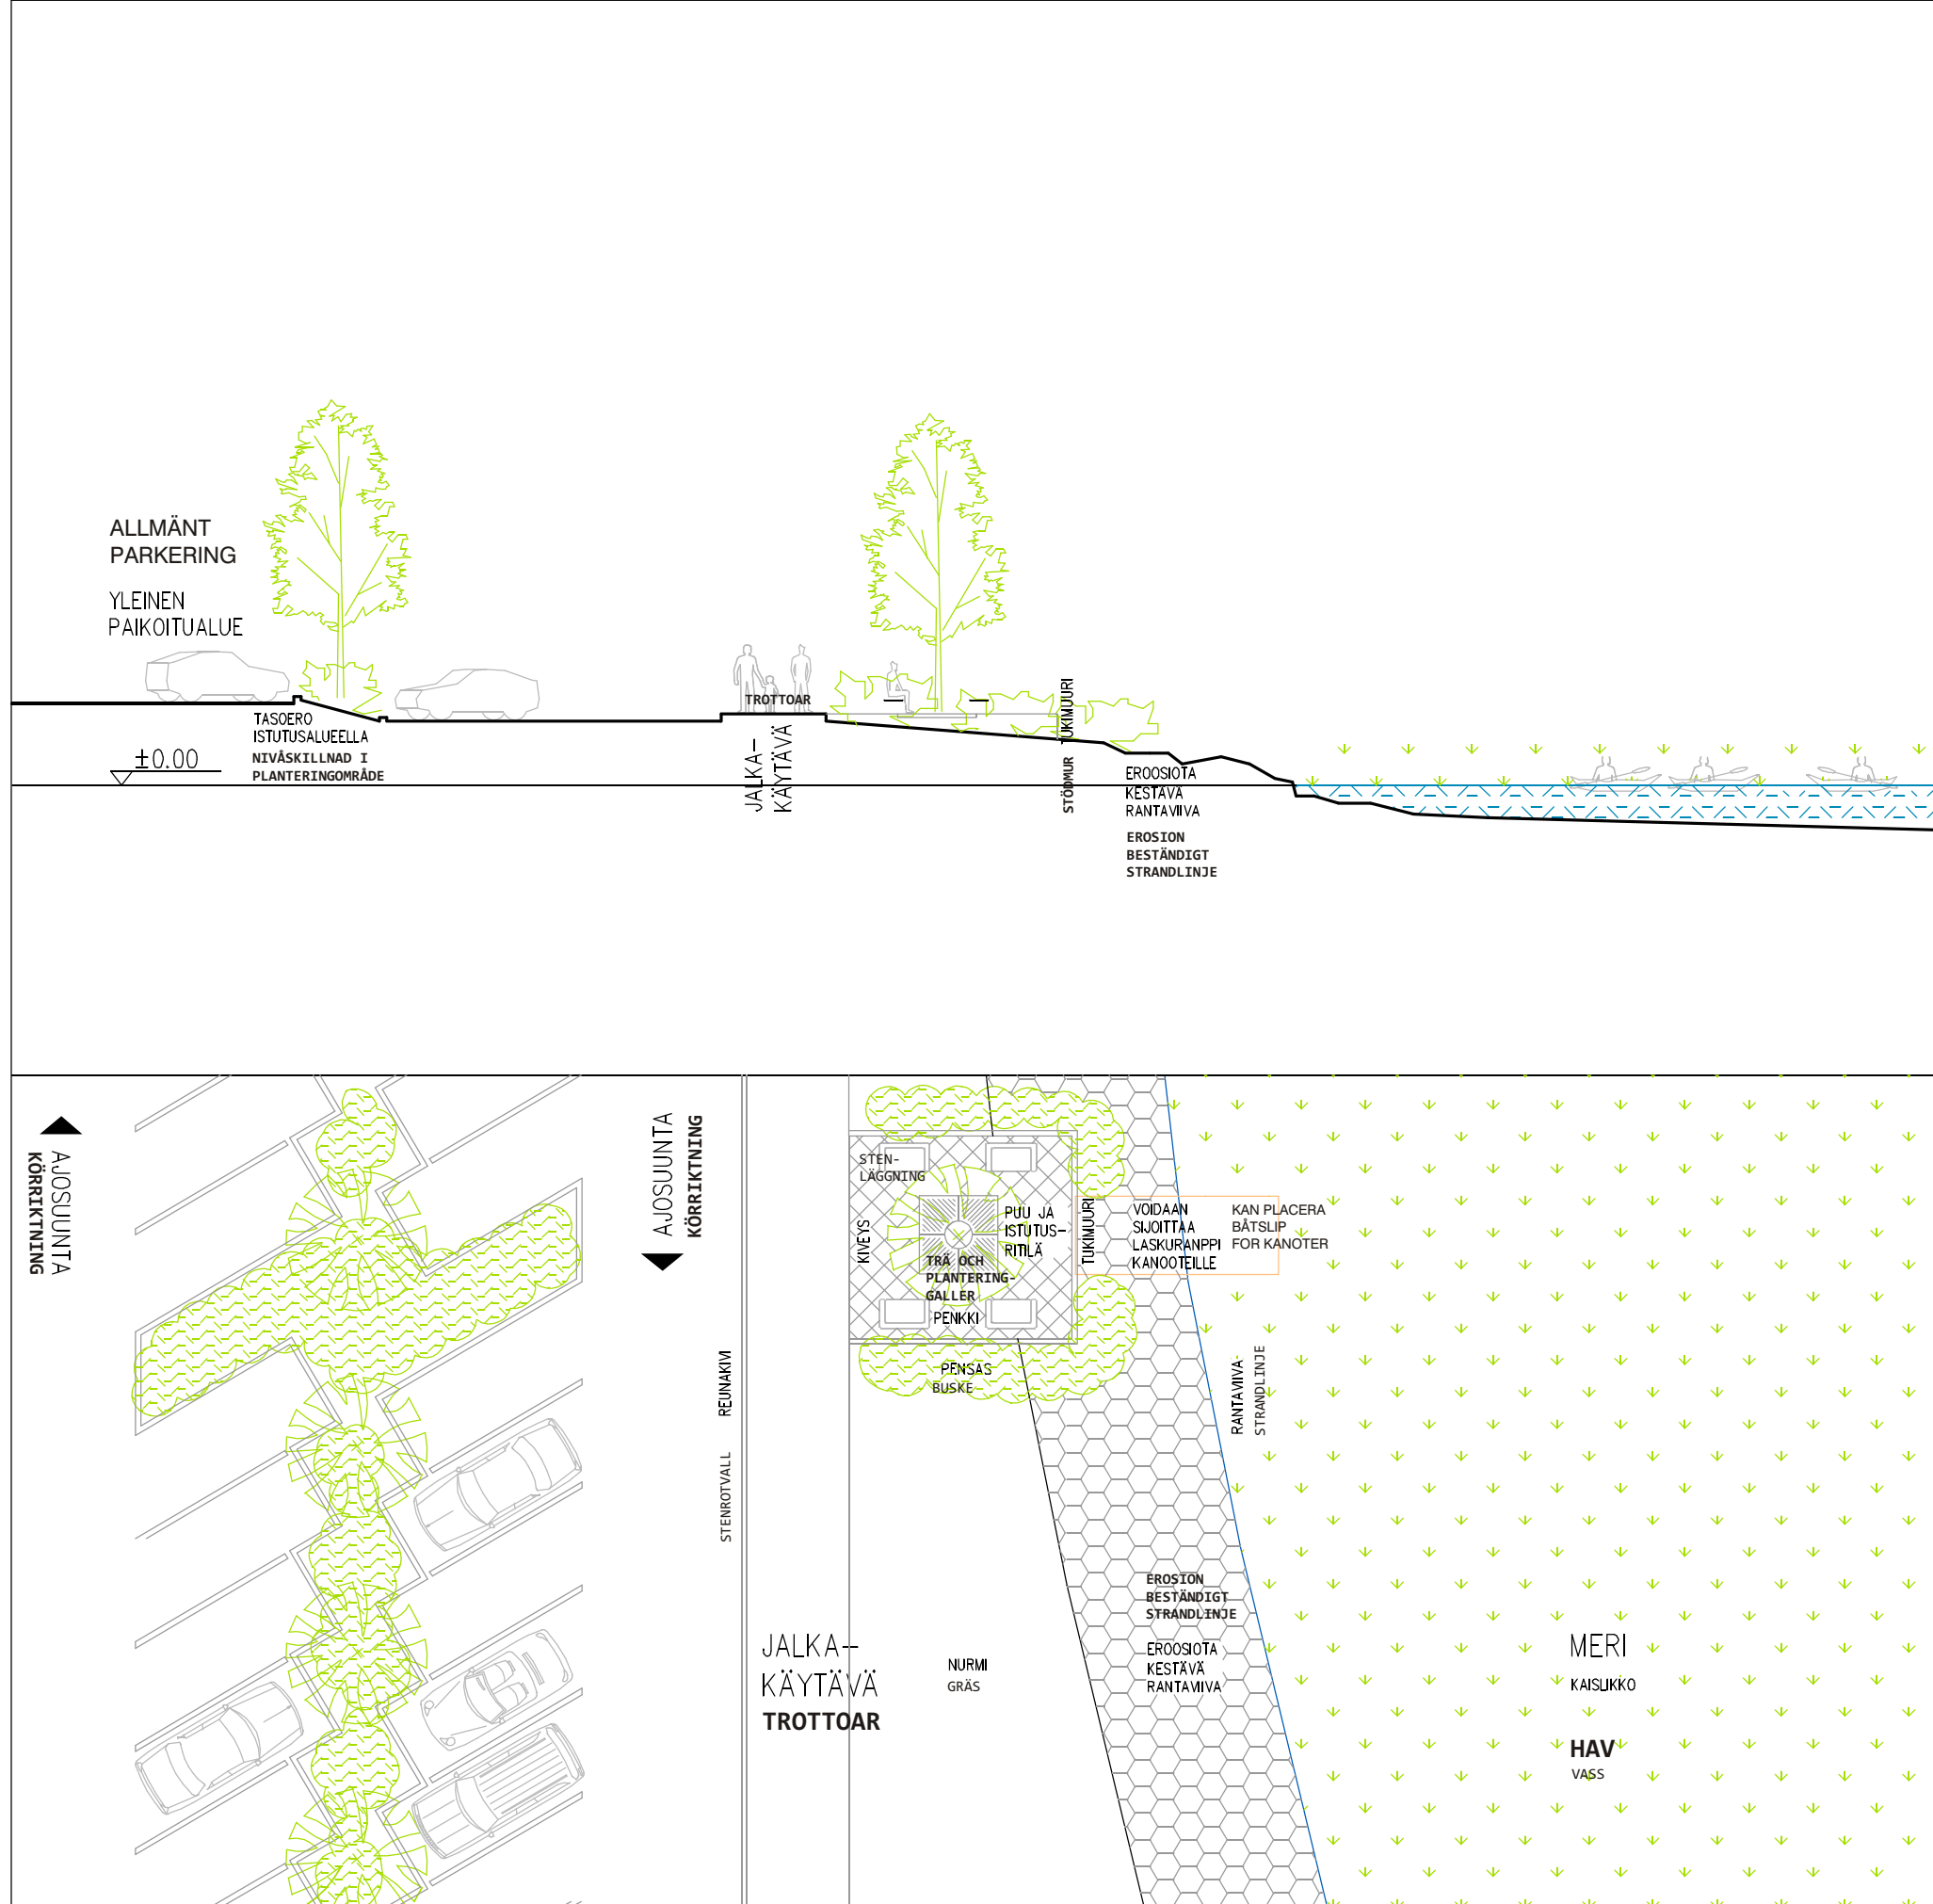 ALLMÄNT
PARKERING
YLEINEN
PAIKOITUALUE
TASOERO
ISTUTUSALUEELLA
NIVÅSKILLNAD I
PLANTERINGOMRÅDE
±0.00
TROTTOAR
JALKA-
KÄYTÄVÄ
TUKIMUURI
STÖDMUR
EROOSIOTA
KESTÄVÄ
RANTAVIIVA
EROSION
BESTÄNDIGT
STRANDLINJE
AJOSUUNTA
KÖRRIKTNING
AJOSUUNTA
KÖRRIKTNING
STEN-
LÄGGNING
KIVEYS
PUU JA
ISTUTUS-
RITILÄ
TRÄ OCH
PLANTERING-
GALLER
PENKKI
TUKIMUURI
VOIDAAN
SIJOITTAA
LASKURANPPI
KANOOTEILLE
KAN PLACERA
BÅTSLIP
FOR KANOTER
PENSAS
BUSKE
REUNAKIVI
STENROTVALL
RANTAVIIVA
STRANDLINJE
EROSION
BESTÄNDIGT
STRANDLINJE
EROOSIOTA
KESTÄVÄ
RANTAVIIVA
JALKA-
KÄYTÄVÄ
TROTTOAR
NURMI
GRÄS
MERI
KAISLIKKO
HAV
VASS